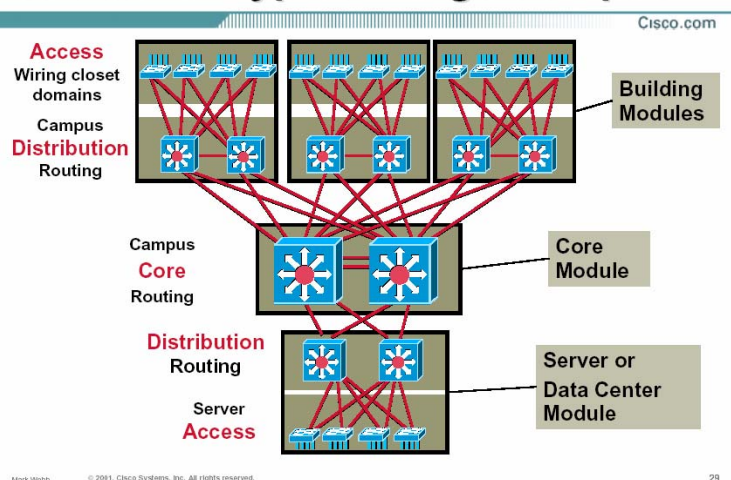 Cisco.com
Access
Wiring closet
domains
Campus
Distribution
Routing
Building
Modules
Campus
Core
Routing
Core
Module
Distribution
Routing
Server
Access
Server or
Data Center
Module
© 2001, Cisco Systems, Inc. All rights reserved.
29